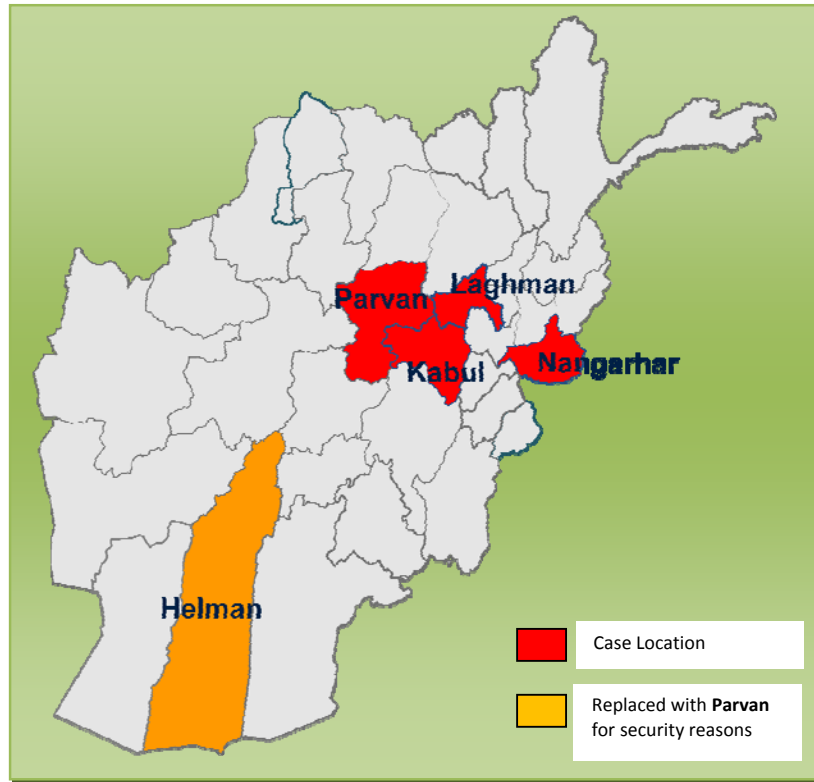 Laghman
Parvan
Kabul
Nangarhar
Helman
Case Location
Replaced with Parvan
for security reasons